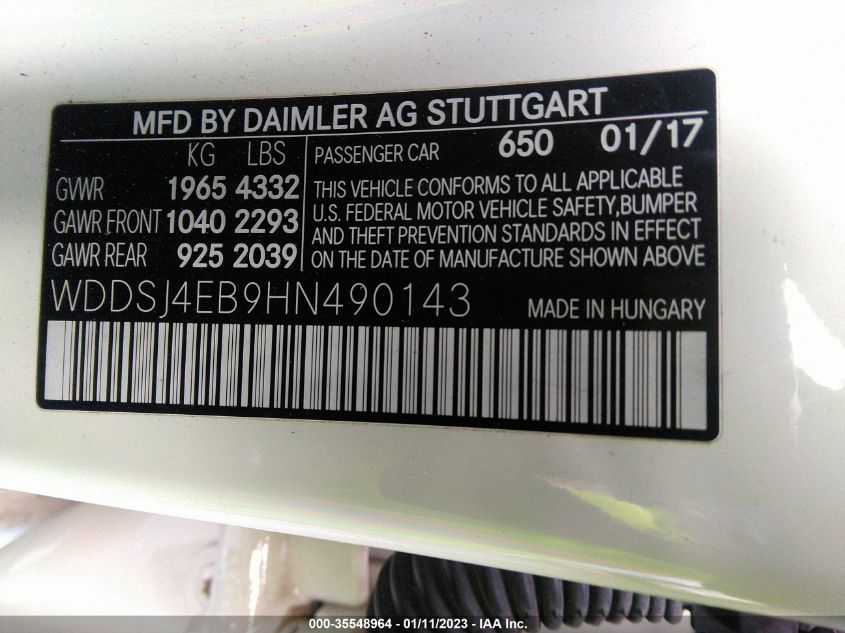 MFD BY DAIMLER AG STUTTGART
KG LBS
GVWR 1965 4332
GAWR FRONT 1040 2293
GAWR REAR 925 2039
PASSENGER CAR 650 01/17
THIS VEHICLE CONFORMS TO ALL APPLICABLE
U.S. FEDERAL MOTOR VEHICLE SAFETY,BUMPER
AND THEFT PREVENTION STANDARDS IN EFFECT
ON THE DATE OF MANUFACTURE SHOWN ABOVE
WDDSJ4EB9HN490143 MADE IN HUNGARY
000-35548964 - 01/11/2023 - IAA Inc.